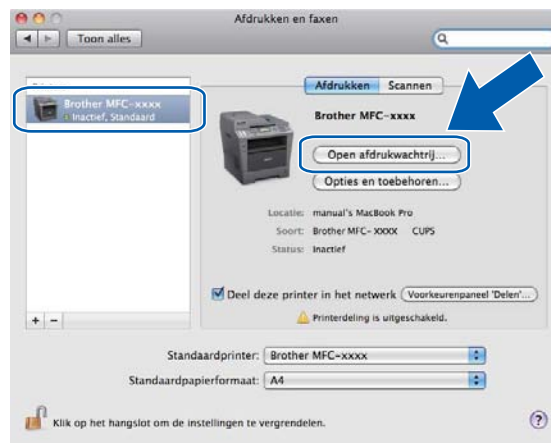 Afdrukken en faxen
Toon alles
Afdrukken Scannen
Brother MFC-xxxx
Inactief, Standaard
Brother MFC-xxxx
Open afdrukwachtrij...
Opties en toebehoren...
Locatie: manual's MacBook Pro
Soort: Brother MFC- XXXX CUPS
Status: Inactief
Deel deze printer in het netwerk Voorkeurenpaneel 'Delen'...
Printerdeling is uitgeschakeld.
+ −
Standaardprinter: Brother MFC-xxxx
Standaardpapierformaat: A4
Klik op het hangslot om de instellingen te vergrendelen. ?